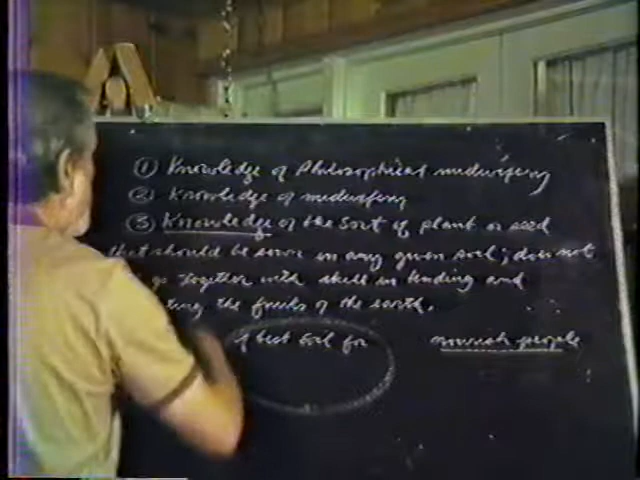 ① Knowledge of Philosophical midwifery
② Knowledge of midwifery
③ Knowledge of the sort of plant or seed
that should be sown in any given soil; does not
go together with skill in tending and
ting the fruits of the earth.
of best soil for
nourish people